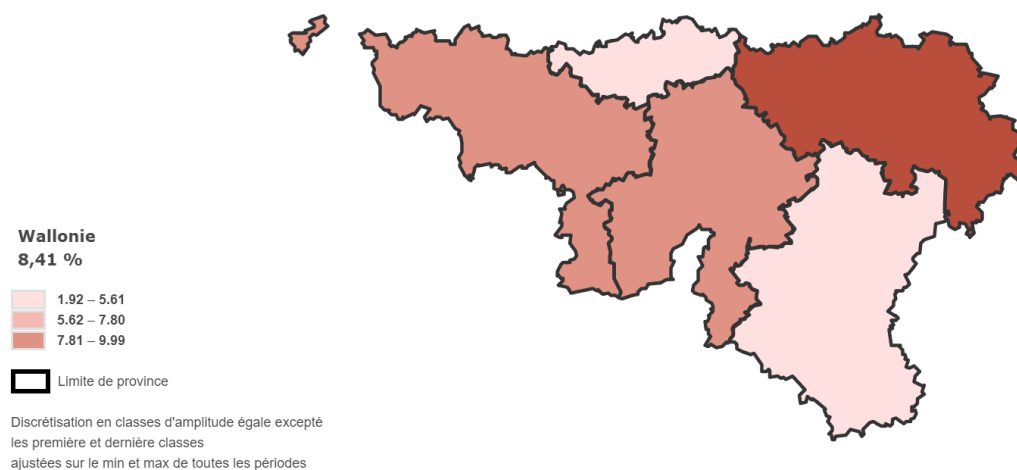 Wallonie
8,41 %
1.92 – 5.61
5.62 – 7.80
7.81 – 9.99
Limite de province
Discrétisation en classes d'amplitude égale excepté
les première et dernière classes
ajustées sur le min et max de toutes les périodes